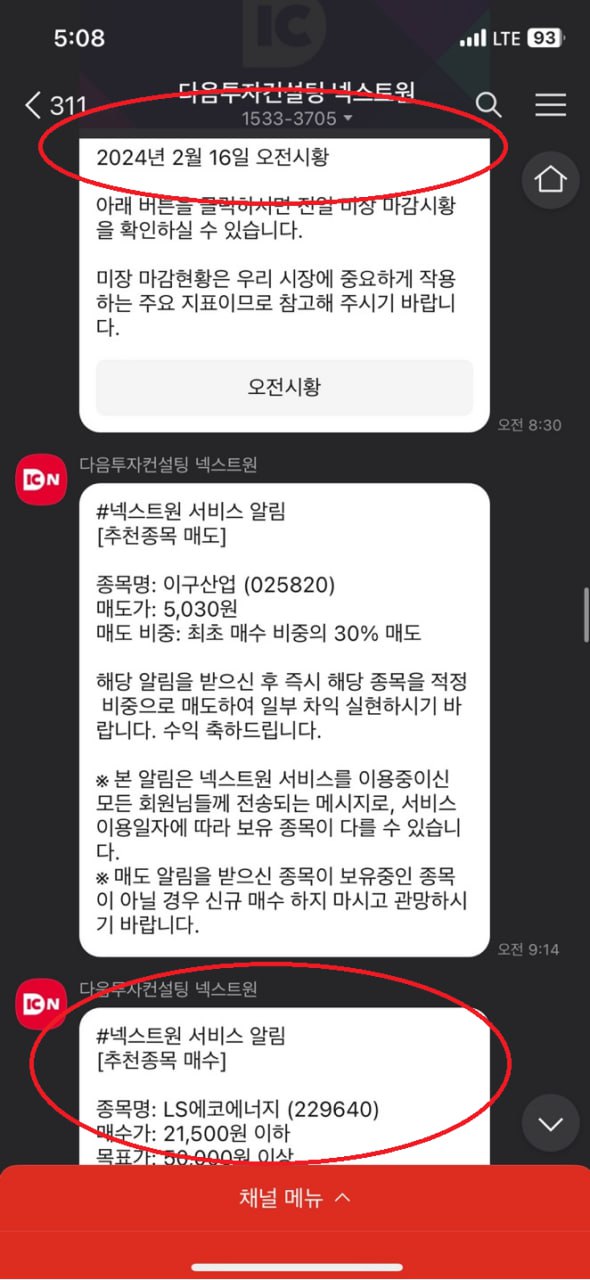 IC
5:08
LTE 93
311
다음투자컨설팅 넥스트원
1533-3705
2024년 2월 16일 오전시황
아래 버튼을 클릭하시면 전일 미장 마감시황
을 확인하실 수 있습니다.
미장 마감현황은 우리 시장에 중요하게 작용
하는 주요 지표이므로 참고해 주시기 바랍니
다.
오전시황
오전 8:30
다음투자컨설팅 넥스트원
IC N
#넥스트원 서비스 알림
[추천종목 매도]
종목명: 이구산업 (025820)
매도가: 5,030원
매도 비중: 최초 매수 비중의 30% 매도
해당 알림을 받으신 후 즉시 해당 종목을 적정
비중으로 매도하여 일부 차익 실현하시기 바
랍니다. 수익 축하드립니다.
※ 본 알림은 넥스트원 서비스를 이용중이신
모든 회원님들께 전송되는 메시지로, 서비스
이용일자에 따라 보유 종목이 다를 수 있습니
다.
※ 매도 알림을 받으신 종목이 보유중인 종목
이 아닐 경우 신규 매수 하지 마시고 관망하시
기 바랍니다.
오전 9:14
다음투자컨설팅 넥스트원
IC N
#넥스트원 서비스 알림
[추천종목 매수]
종목명: LS에코에너지 (229640)
매수가: 21,500원 이하
목표가: 50,000원 이상
채널 메뉴